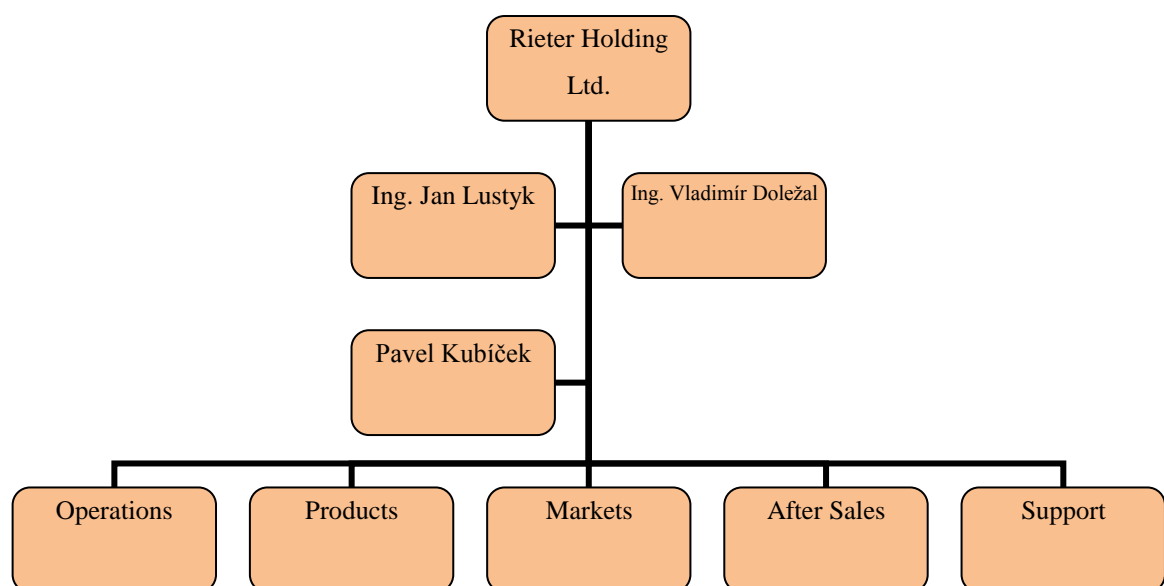 Rieter Holding
Ltd.
Ing. Jan Lustyk
Ing. Vladimír Doležal
Pavel Kubíček
Operations
Products
Markets
After Sales
Support